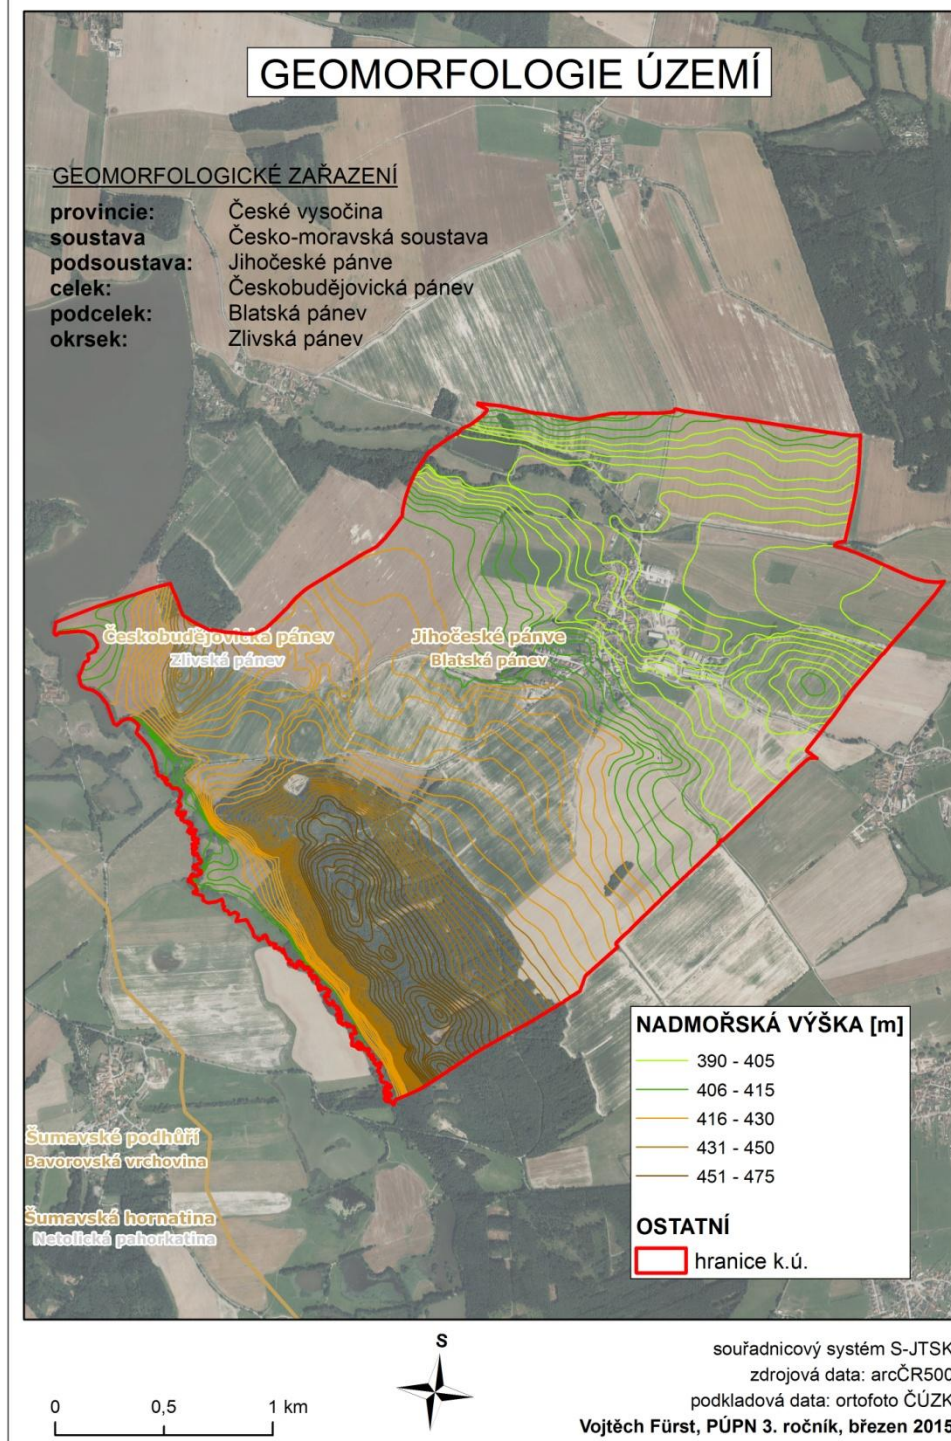 GEOMORFOLOGIE ÚZEMÍ
GEOMORFOLOGICKÉ ZAŘAZENÍ
provincie: České vysočina
soustava Česko-moravská soustava
podsoustava: Jihočeské pánve
celek: Českobudějovická pánev
podcelek: Blatská pánev
okrsek: Zlivská pánev
Českobudějovická pánev
Zlivská pánev
Jihočeské pánve
Blatská pánev
Šumavské podhůří
Bavorovská vrchovina
Šumavská hornatina
Netolická pahorkatina
NADMOŘSKÁ VÝŠKA [m]
390 - 405
406 - 415
416 - 430
431 - 450
451 - 475
OSTATNÍ
hranice k.ú.
S
0 0,5 1 km
souřadnicový systém S-JTSK
zdrojová data: arcČR500
podkladová data: ortofoto ČÚZK
Vojtěch Fürst, PÚPN 3. ročník, březen 2015